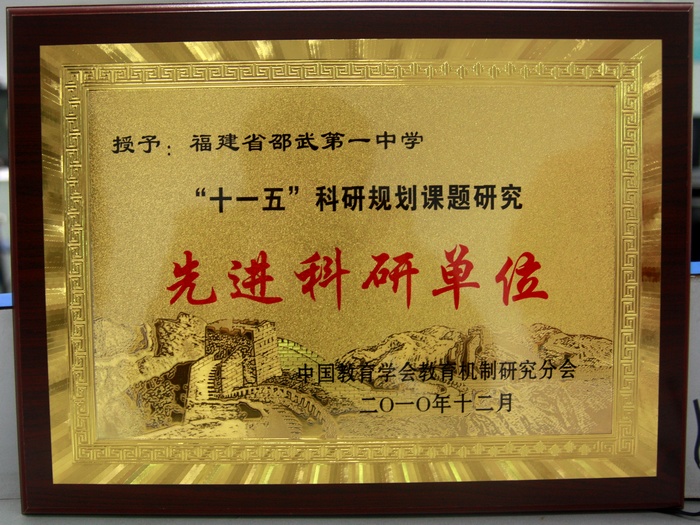 授予：福建省邵武第一中学
“十一五”科研规划课题研究
先进科研单位
中国教育学会教育机制研究分会
二〇一〇年十二月